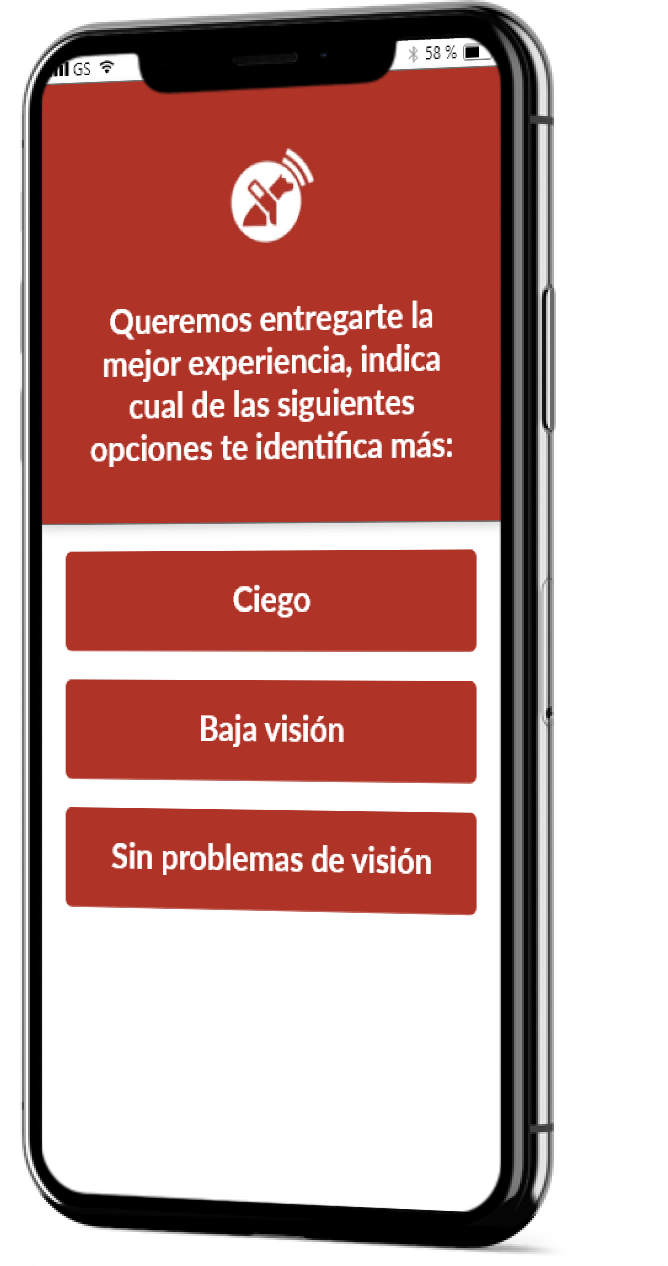 GS 58 %
Queremos entregarte la
mejor experiencia, indica
cual de las siguientes
opciones te identifica más:
Ciego
Baja visión
Sin problemas de visión